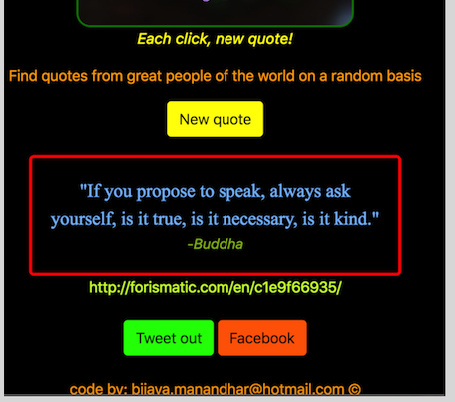 Each click, new quote!
Find quotes from great people of the world on a random basis
New quote
"If you propose to speak, always ask
yourself, is it true, is it necessary, is it kind."
-Buddha
http://forismatic.com/en/c1e9f66935/
Tweet out Facebook
code by: bijaya.manandhar@hotmail.com ©